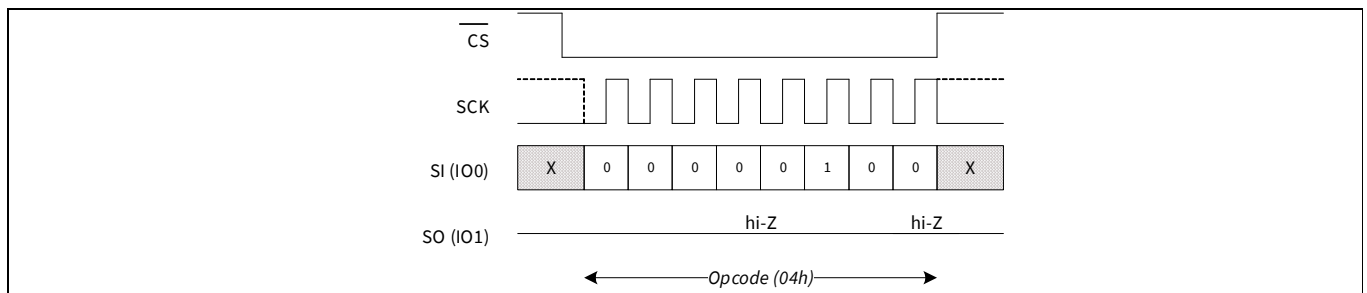 CS
SCK
SI (IO0) X 0 0 0 0 0 1 0 0 X
hi-Z hi-Z
SO (IO1)
Opcode (04h)